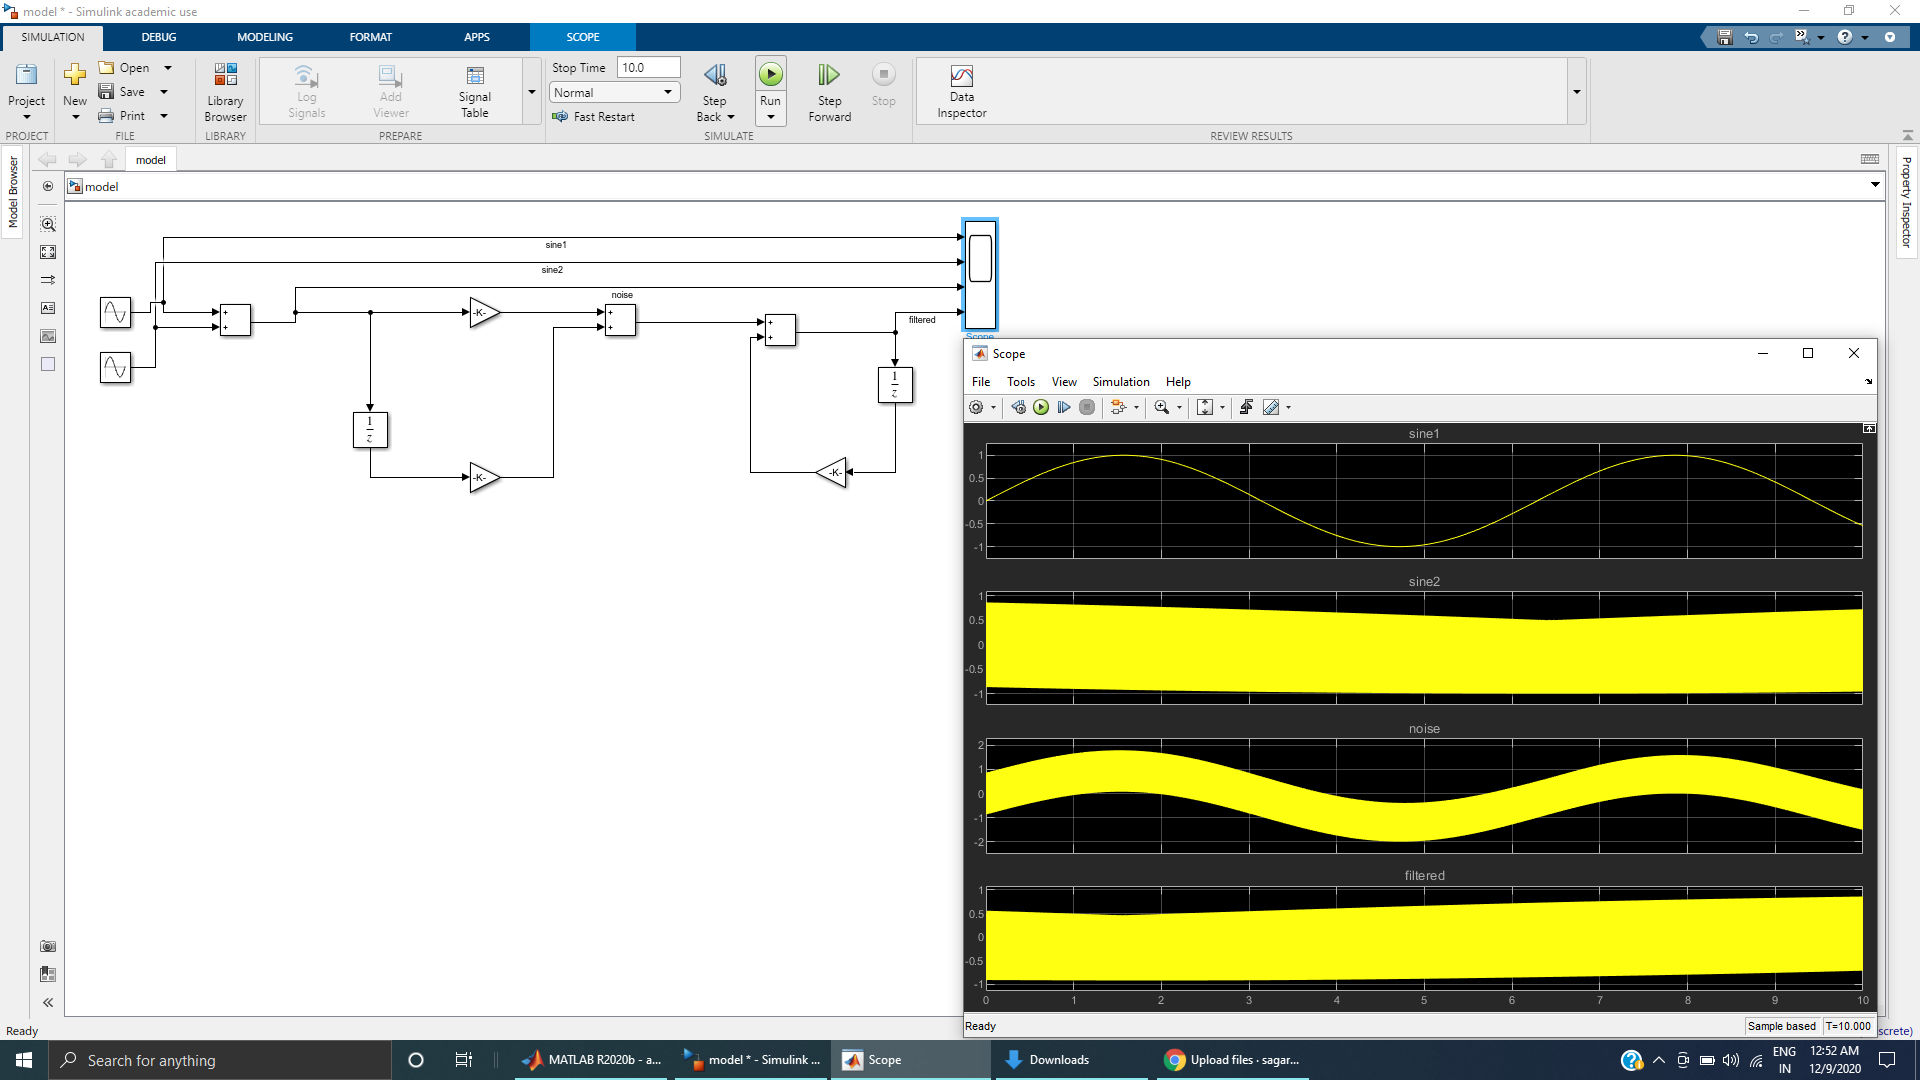 model * - Simulink academic use
SIMULATION DEBUG MODELING FORMAT APPS SCOPE
Project
New
Open
Save
Print
Library Browser
Log Signals
Add Viewer
Signal Table
Stop Time 10.0
Normal
Fast Restart
Step Back
Run
Step Forward
Stop
Data Inspector
PROJECT FILE LIBRARY PREPARE SIMULATE REVIEW RESULTS
Model Browser
Property Inspector
model
model
sine1
sine2
noise
filtered
+
+
-K-
+
+
+
+
1
z
1
z
-K-
-K-
Scope
Scope
File Tools View Simulation Help
sine1
1
0.5
0
-0.5
-1
sine2
1
0.5
0
-0.5
-1
noise
2
1
0
-1
-2
filtered
1
0.5
0
-0.5
-1
0 1 2 3 4 5 6 7 8 9 10
Ready Sample based T=10.000
Ready
screte)
Search for anything
MATLAB R2020b - a...
model * - Simulink ...
Scope
Downloads
Upload files · sagar...
ENG
IN
12:52 AM
12/9/2020